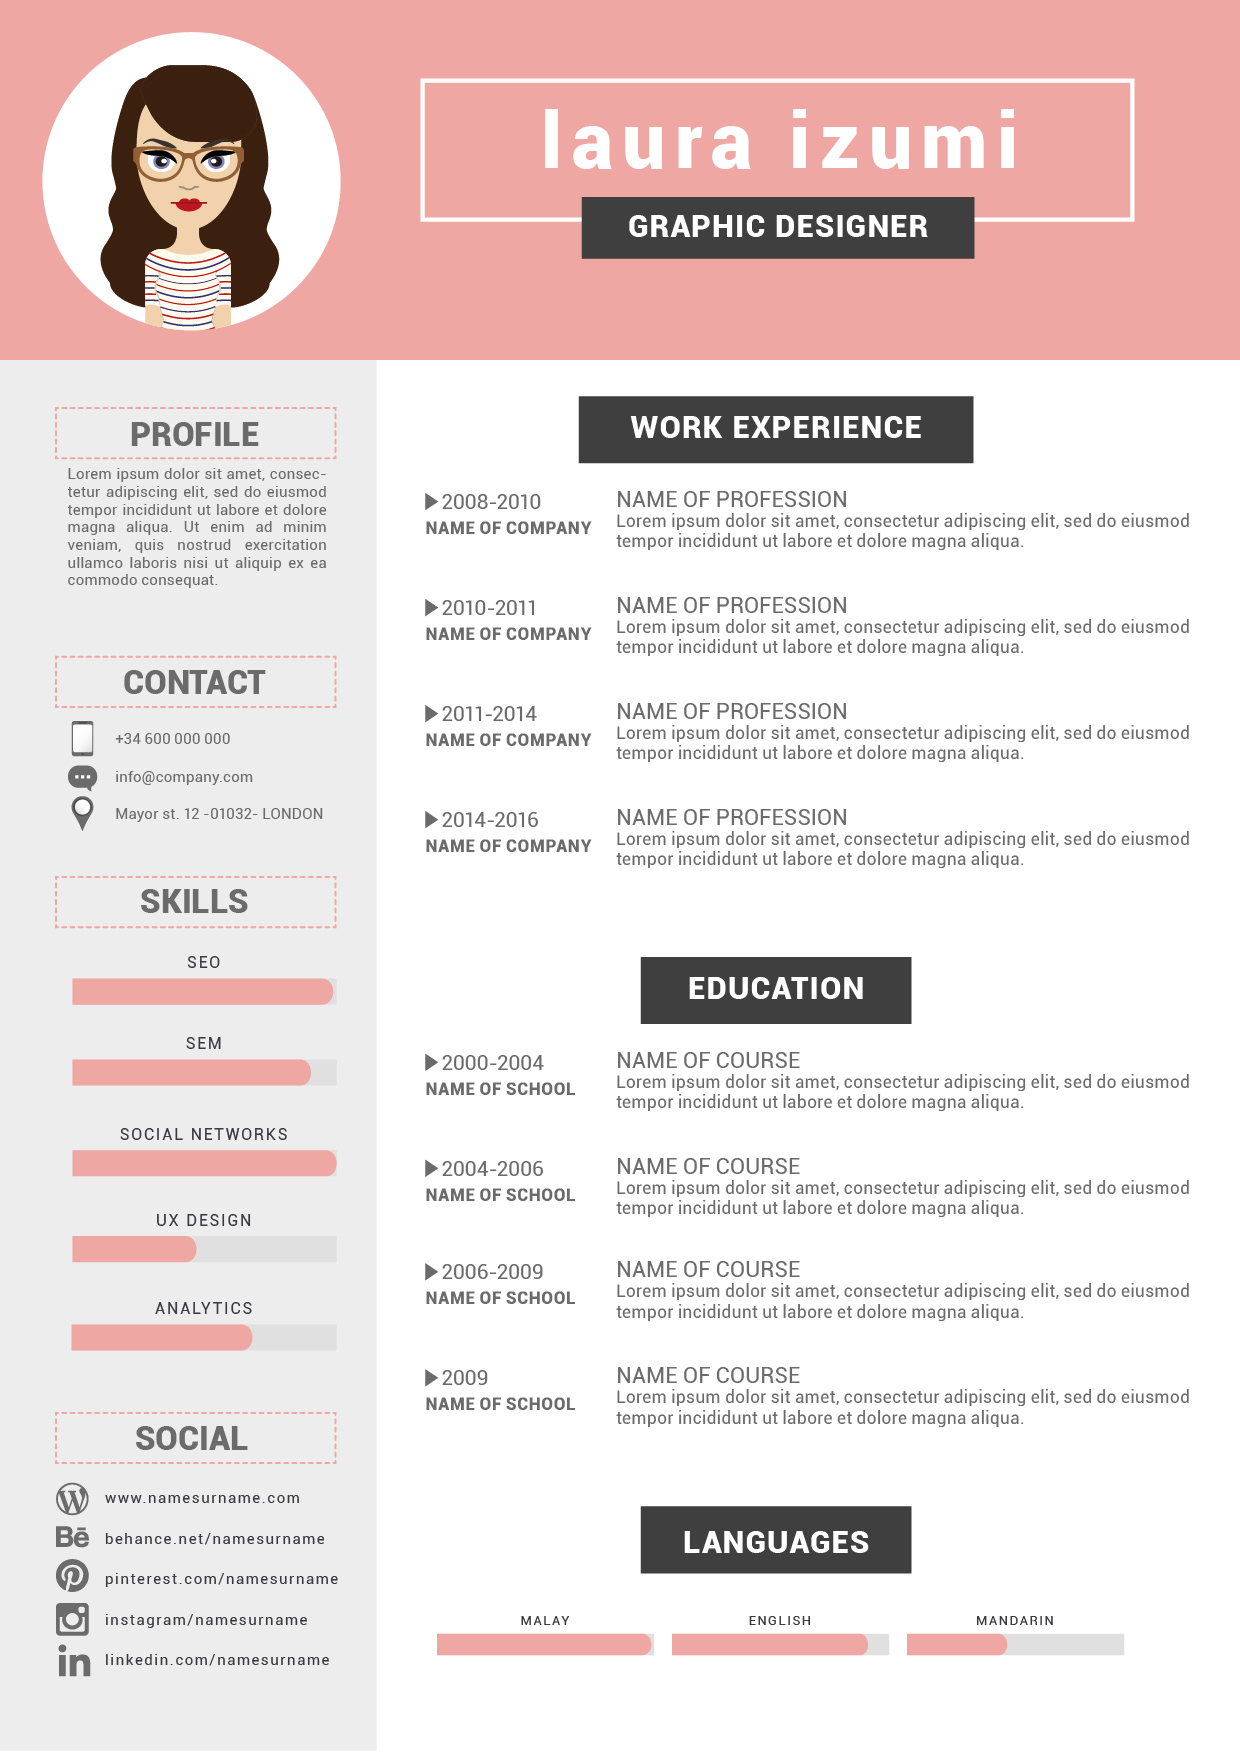 laura izumi
GRAPHIC DESIGNER
PROFILE
Lorem ipsum dolor sit amet, consec-
tetur adipiscing elit, sed do eiusmod
tempor incididunt ut labore et dolore
magna aliqua. Ut enim ad minim
veniam, quis nostrud exercitation
ullamco laboris nisi ut aliquip ex ea
commodo consequat.
CONTACT
+34 600 000 000
info@company.com
Mayor st. 12 -01032- LONDON
SKILLS
SEO
SEM
SOCIAL NETWORKS
UX DESIGN
ANALYTICS
SOCIAL
www.namesurname.com
Bē behance.net/namesurname
pinterest.com/namesurname
instagram/namesurname
in linkedin.com/namesurname
WORK EXPERIENCE
2008-2010
NAME OF COMPANY
NAME OF PROFESSION
Lorem ipsum dolor sit amet, consectetur adipiscing elit, sed do eiusmod
tempor incididunt ut labore et dolore magna aliqua.
2010-2011
NAME OF COMPANY
NAME OF PROFESSION
Lorem ipsum dolor sit amet, consectetur adipiscing elit, sed do eiusmod
tempor incididunt ut labore et dolore magna aliqua.
2011-2014
NAME OF COMPANY
NAME OF PROFESSION
Lorem ipsum dolor sit amet, consectetur adipiscing elit, sed do eiusmod
tempor incididunt ut labore et dolore magna aliqua.
2014-2016
NAME OF COMPANY
NAME OF PROFESSION
Lorem ipsum dolor sit amet, consectetur adipiscing elit, sed do eiusmod
tempor incididunt ut labore et dolore magna aliqua.
EDUCATION
2000-2004
NAME OF SCHOOL
NAME OF COURSE
Lorem ipsum dolor sit amet, consectetur adipiscing elit, sed do eiusmod
tempor incididunt ut labore et dolore magna aliqua.
2004-2006
NAME OF SCHOOL
NAME OF COURSE
Lorem ipsum dolor sit amet, consectetur adipiscing elit, sed do eiusmod
tempor incididunt ut labore et dolore magna aliqua.
2006-2009
NAME OF SCHOOL
NAME OF COURSE
Lorem ipsum dolor sit amet, consectetur adipiscing elit, sed do eiusmod
tempor incididunt ut labore et dolore magna aliqua.
2009
NAME OF SCHOOL
NAME OF COURSE
Lorem ipsum dolor sit amet, consectetur adipiscing elit, sed do eiusmod
tempor incididunt ut labore et dolore magna aliqua.
LANGUAGES
MALAY
ENGLISH
MANDARIN